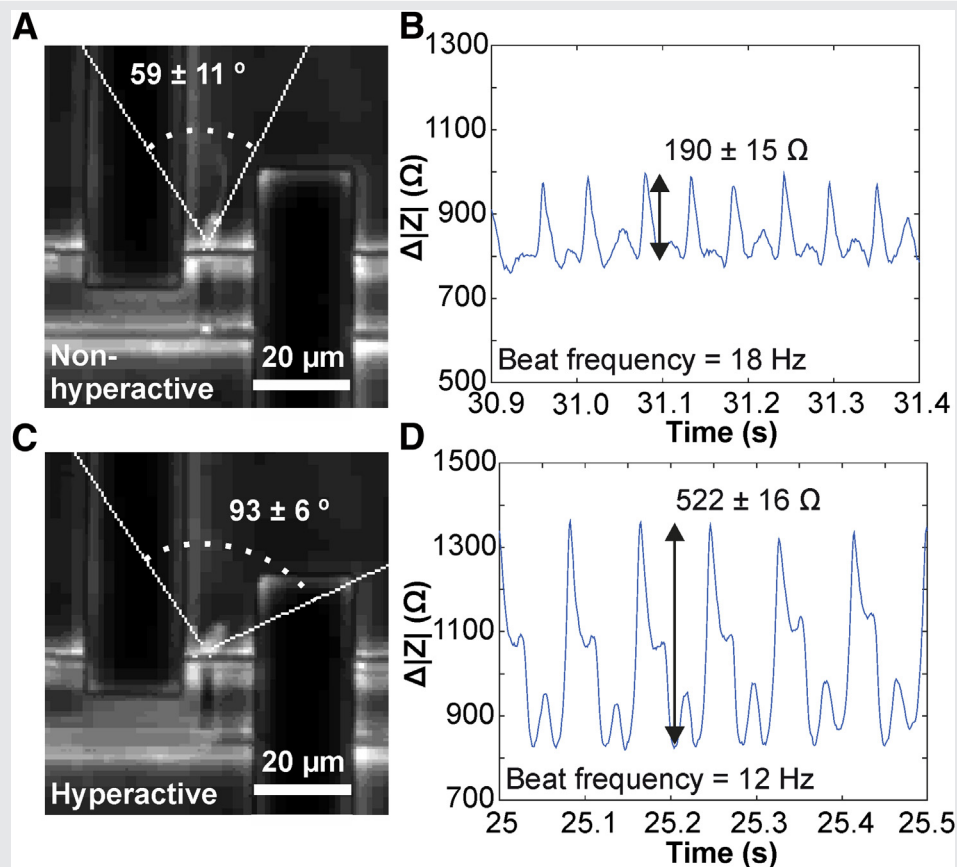 A
59 ± 11 º
Non-
hyperactive
20 µm
B
1300
1100
900
700
500
Δ|Z| (Ω)
190 ± 15 Ω
Beat frequency = 18 Hz
30.9 31.0 31.1 31.2 31.3 31.4
Time (s)
C
93 ± 6 º
Hyperactive
20 µm
D
1500
1300
1100
900
700
Δ|Z| (Ω)
522 ± 16 Ω
Beat frequency = 12 Hz
25 25.1 25.2 25.3 25.4 25.5
Time (s)